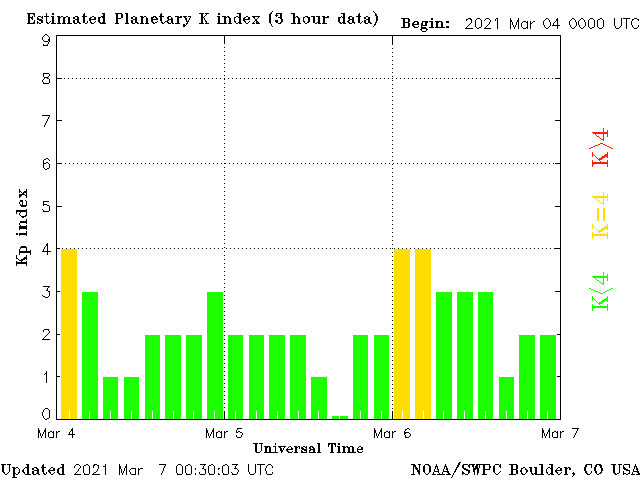 Estimated Planetary K index (3 hour data) Begin: 2021 Mar 04 0000 UTC
9
8
7
6
5
4
3
2
1
0
Kp index
K>4
K=4
K<4
Mar 4 Mar 5 Mar 6 Mar 7
Universal Time
Updated 2021 Mar 7 00:30:03 UTC NOAA/SWPC Boulder, CO USA